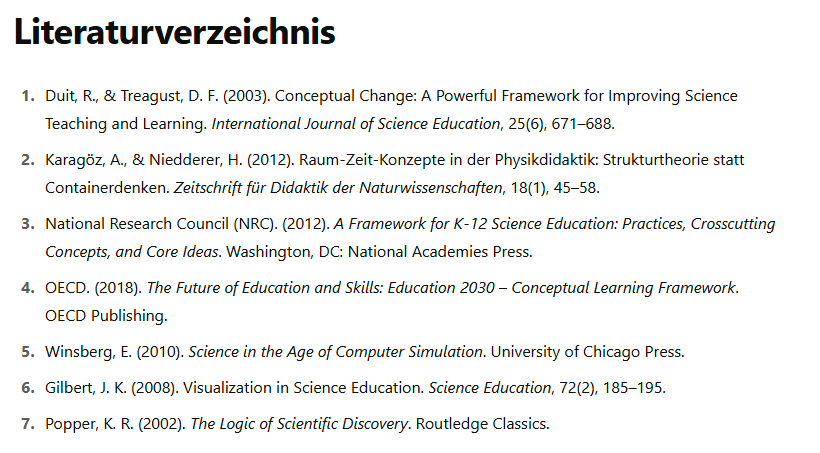 Literaturverzeichnis
1. Duit, R., & Treagust, D. F. (2003). Conceptual Change: A Powerful Framework for Improving Science
Teaching and Learning. International Journal of Science Education, 25(6), 671–688.
2. Karagöz, A., & Niedderer, H. (2012). Raum-Zeit-Konzepte in der Physikdidaktik: Strukturtheorie statt
Containerdenken. Zeitschrift für Didaktik der Naturwissenschaften, 18(1), 45–58.
3. National Research Council (NRC). (2012). A Framework for K-12 Science Education: Practices, Crosscutting
Concepts, and Core Ideas. Washington, DC: National Academies Press.
4. OECD. (2018). The Future of Education and Skills: Education 2030 – Conceptual Learning Framework.
OECD Publishing.
5. Winsberg, E. (2010). Science in the Age of Computer Simulation. University of Chicago Press.
6. Gilbert, J. K. (2008). Visualization in Science Education. Science Education, 72(2), 185–195.
7. Popper, K. R. (2002). The Logic of Scientific Discovery. Routledge Classics.